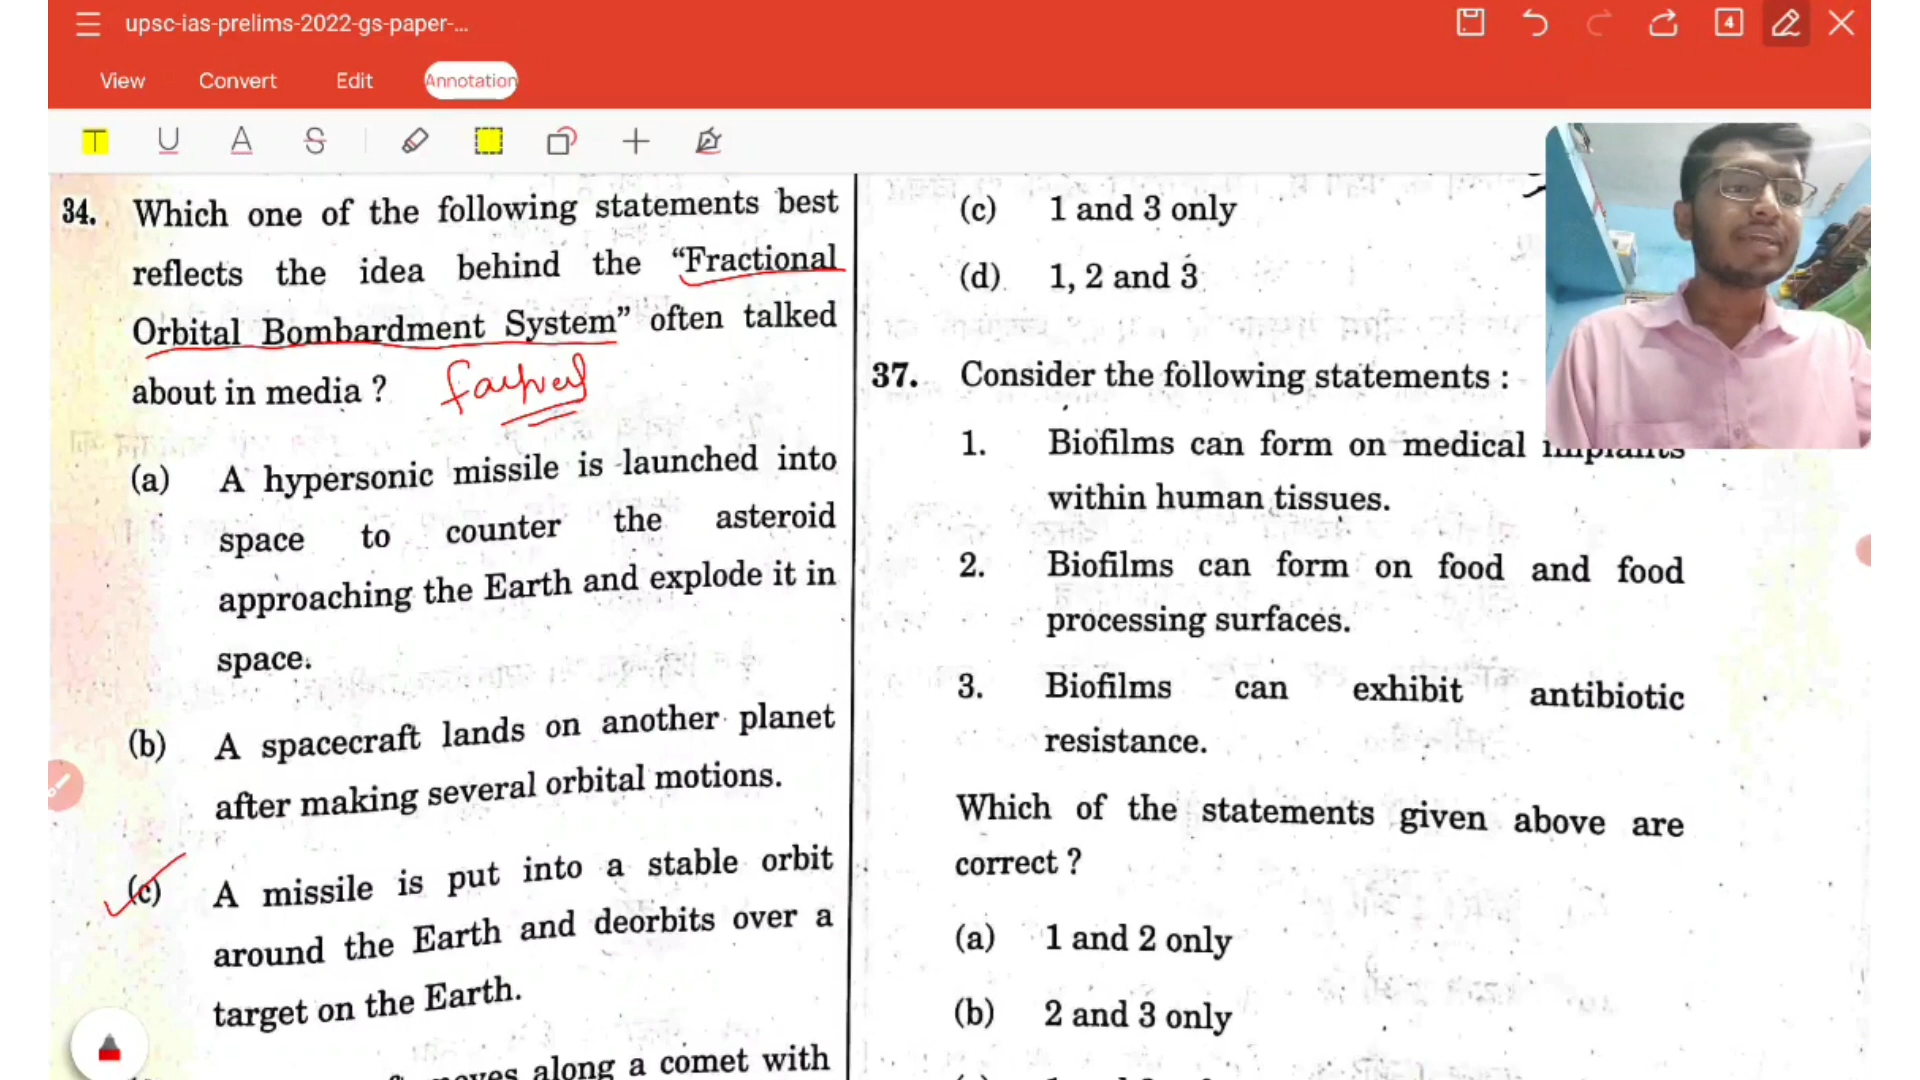 upsc-ias-prelims-2022-gs-paper-...
4
View Convert Edit Annotation
T U A S
34. Which one of the following statements best
reflects the idea behind the “Fractional
Orbital Bombardment System” often talked
about in media ?
(a) A hypersonic missile is launched into
space to counter the asteroid
approaching the Earth and explode it in
space.
(b) A spacecraft lands on another planet
after making several orbital motions.
(c) A missile is put into a stable orbit
around the Earth and deorbits over a
target on the Earth.
along a comet with
(c) 1 and 3 only
(d) 1, 2 and 3
37. Consider the following statements :
1. Biofilms can form on medical implants
within human tissues.
2. Biofilms can form on food and food
processing surfaces.
3. Biofilms can exhibit antibiotic
resistance.
Which of the statements given above are
correct ?
(a) 1 and 2 only
(b) 2 and 3 only